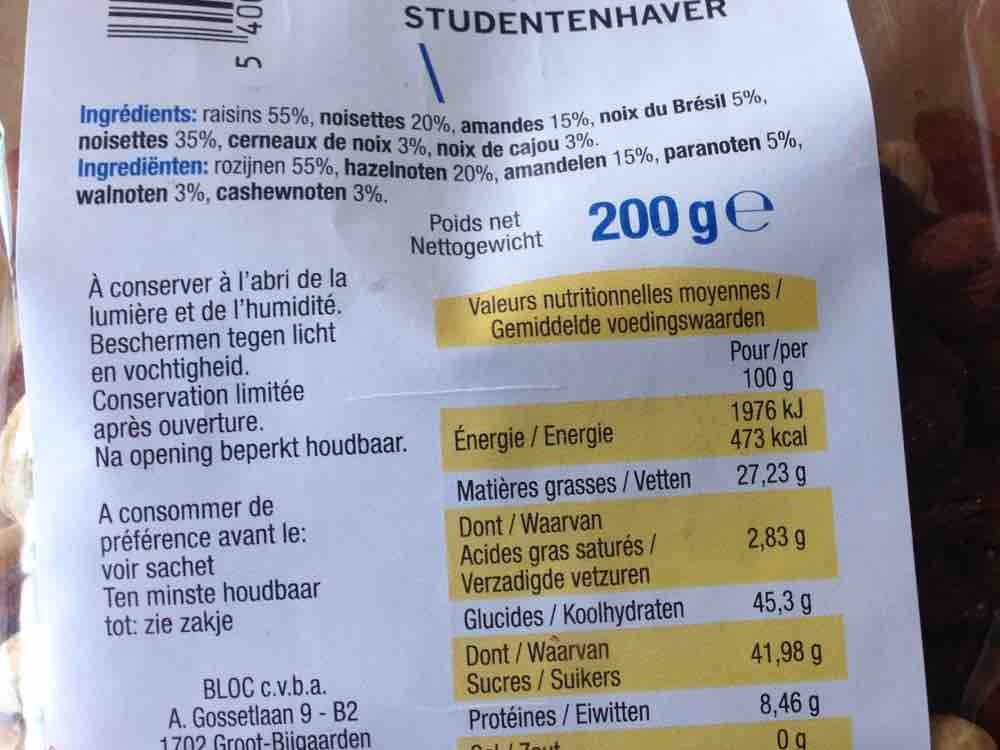 5 40
STUDENTENHAVER
Ingrédients: raisins 55%, noisettes 20%, amandes 15%, noix du Brésil 5%,
noisettes 35%, cerneaux de noix 3%, noix de cajou 3%.
Ingrediënten: rozijnen 55%, hazelnoten 20%, amandelen 15%, paranoten 5%,
walnoten 3%, cashewnoten 3%.
Poids net
Nettogewicht
200 g e
À conserver à l'abri de la
lumière et de l'humidité.
Beschermen tegen licht
en vochtigheid.
Conservation limitée
après ouverture.
Na opening beperkt houdbaar.
A consommer de
préférence avant le:
voir sachet
Ten minste houdbaar
tot: zie zakje
BLOC c.v.b.a.
A. Gossetlaan 9 - B2
1702 Groot-Bijgaarden
Valeurs nutritionnelles moyennes /
Gemiddelde voedingswaarden
Pour/per
100 g
Énergie / Energie 1976 kJ
473 kcal
Matières grasses / Vetten 27,23 g
Dont / Waarvan
Acides gras saturés / 2,83 g
Verzadigde vetzuren
Glucides / Koolhydraten 45,3 g
Dont / Waarvan 41,98 g
Sucres / Suikers
Protéines / Eiwitten 8,46 g
Sel / Zout 0 g